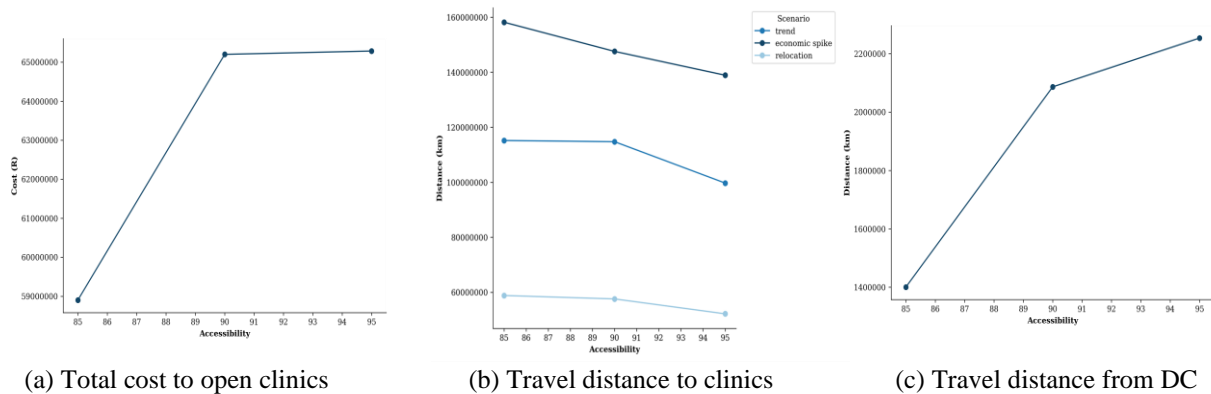 65000000
64000000
63000000
62000000
61000000
60000000
59000000
Cost (R)
85 86 87 88 89 90 91 92 93 94 95
Accessibility
(a) Total cost to open clinics
160000000
140000000
120000000
100000000
80000000
60000000
Distance (km)
85 86 87 88 89 90 91 92 93 94 95
Accessibility
Scenario
trend
economic spike
relocation
(b) Travel distance to clinics
2200000
2000000
1800000
1600000
1400000
Distance (km)
85 86 87 88 89 90 91 92 93 94 95
Accessibility
(c) Travel distance from DC